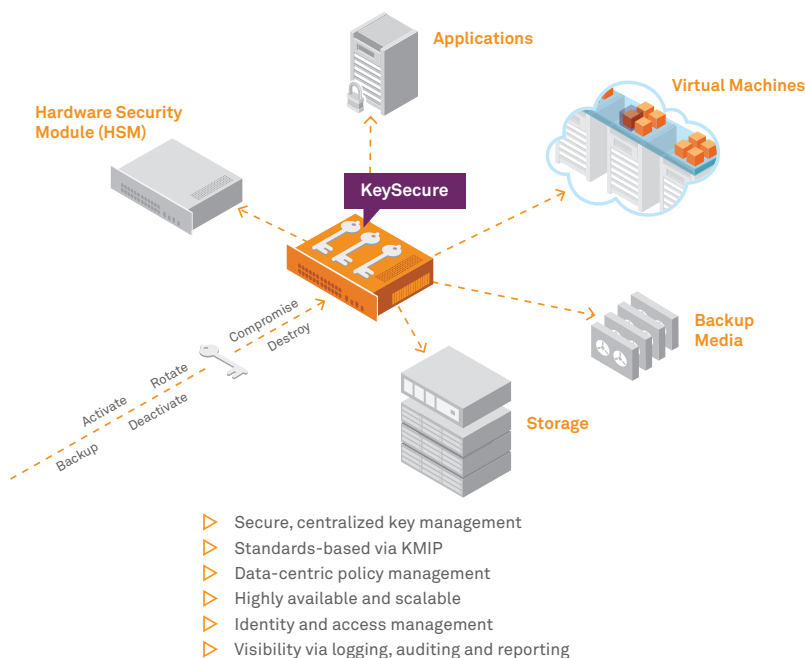 Applications
Virtual Machines
Hardware Security
Module (HSM)
KeySecure
Backup
Media
Compromise
Destroy
Rotate
Activate
Deactivate
Backup
Storage
Secure, centralized key management
Standards-based via KMIP
Data-centric policy management
Highly available and scalable
Identity and access management
Visibility via logging, auditing and reporting